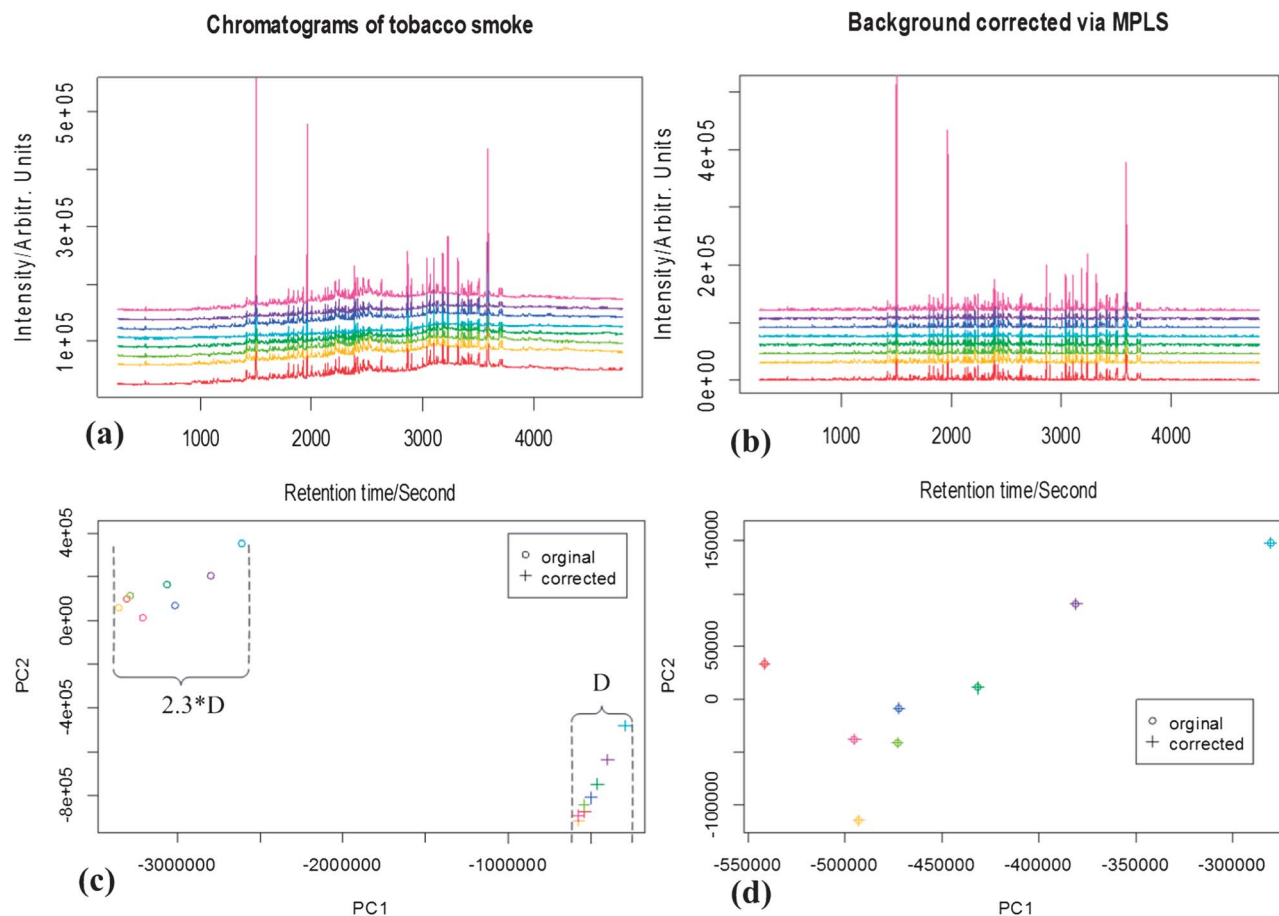 Chromatograms of tobacco smoke
Background corrected via MPLS
Intensity/Arbitr. Units
1e+05
3e+05
5e+05
1000
2000
3000
4000
(a)
Retention time/Second
Intensity/Arbitr. Units
0e+00
2e+05
4e+05
1000
2000
3000
4000
(b)
Retention time/Second
PC2
4e+05
0e+00
-4e+05
-8e+05
orginal
corrected
2.3*D
D
-3000000
-2000000
-1000000
(c)
PC1
PC2
150000
50000
0
-100000
orginal
corrected
-550000
-500000
-450000
-400000
-350000
-300000
(d)
PC1